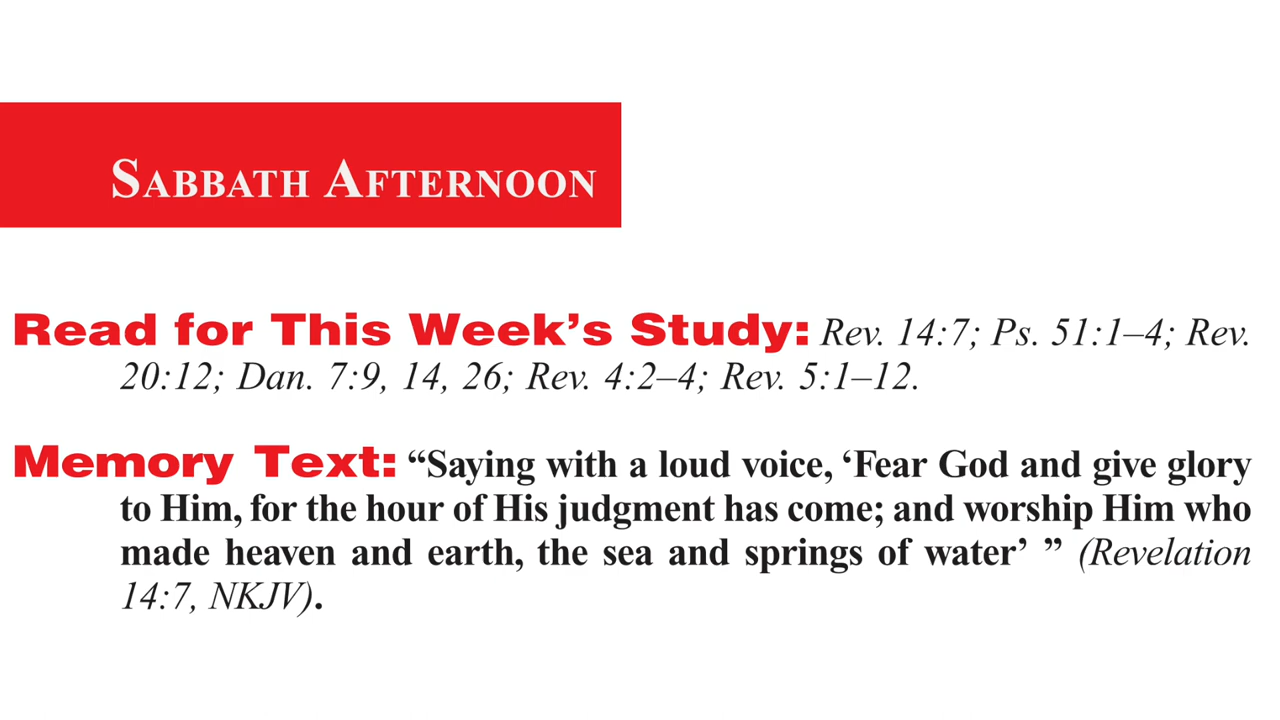 SABBATH AFTERNOON
Read for This Week’s Study: Rev. 14:7; Ps. 51:1–4; Rev.
20:12; Dan. 7:9, 14, 26; Rev. 4:2–4; Rev. 5:1–12.
Memory Text: “Saying with a loud voice, ‘Fear God and give glory
to Him, for the hour of His judgment has come; and worship Him who
made heaven and earth, the sea and springs of water’ ” (Revelation
14:7, NKJV).